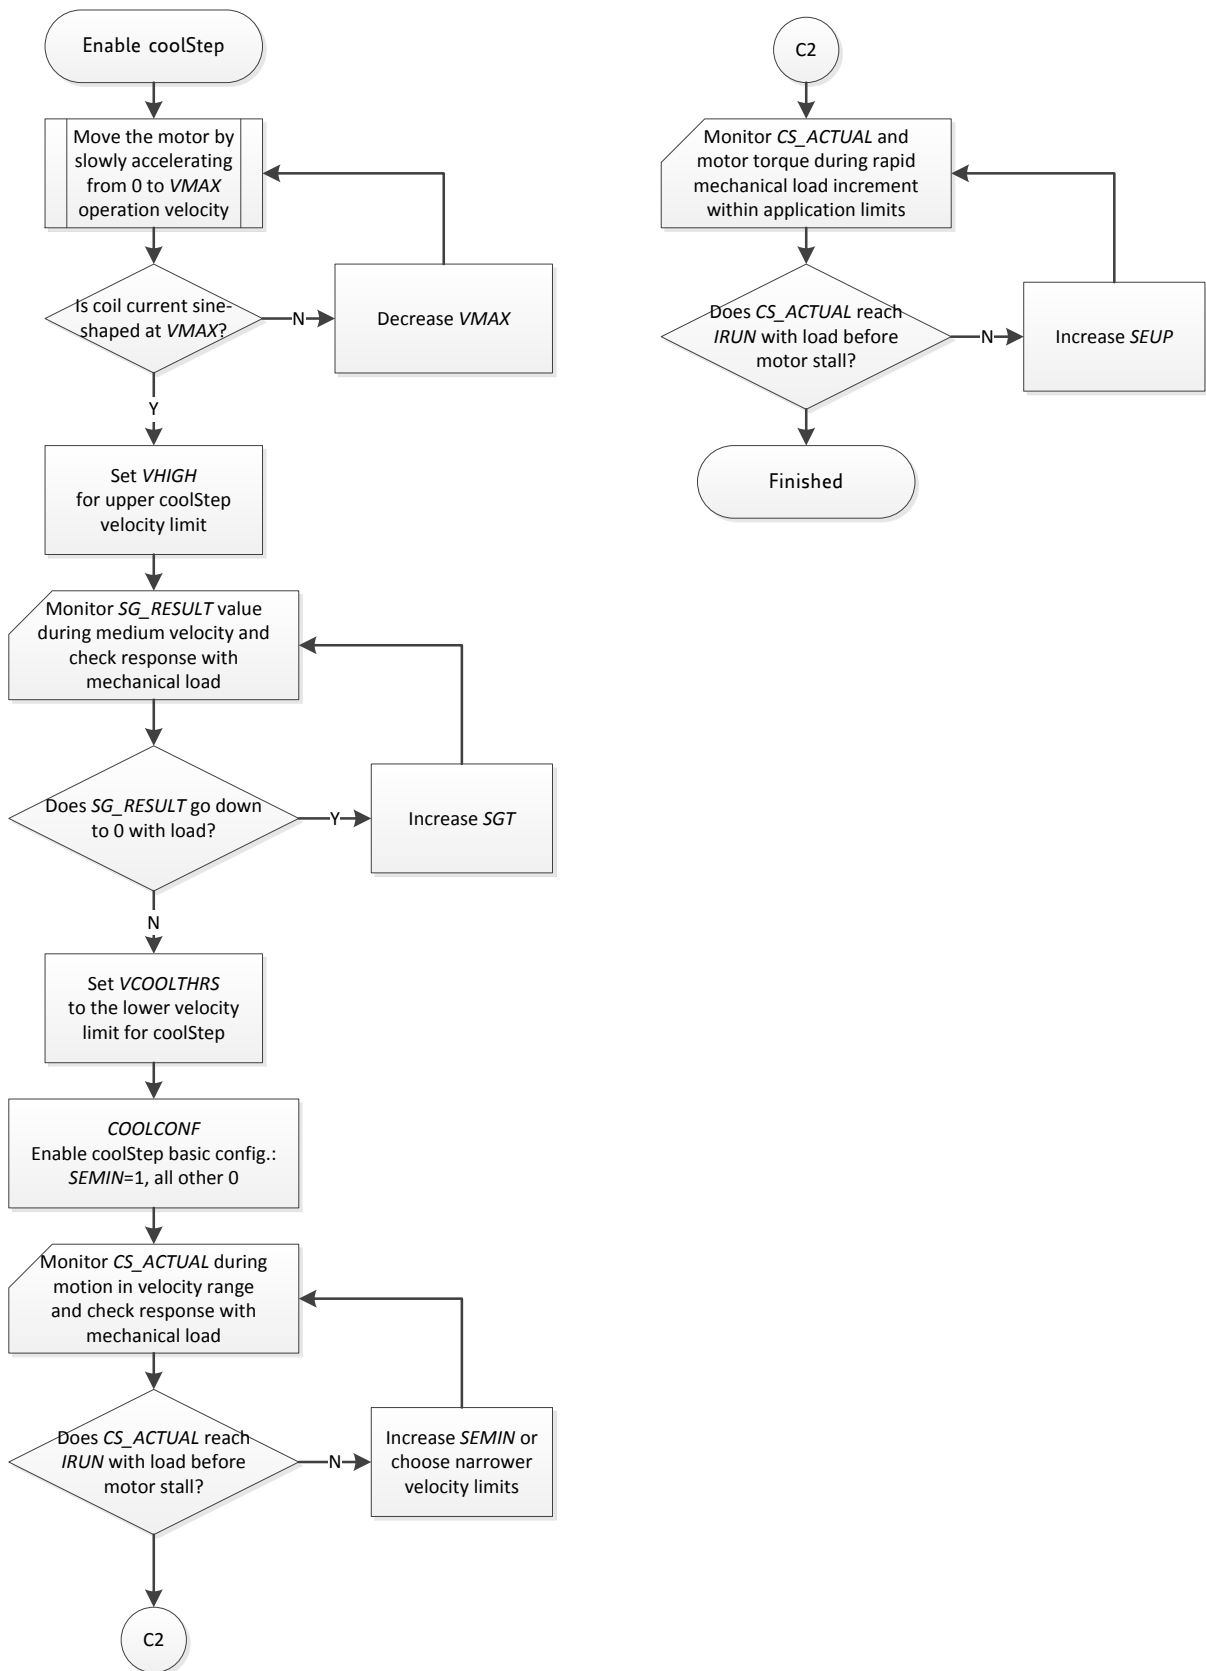 Enable coolStep
Move the motor by
slowly accelerating
from 0 to VMAX
operation velocity
Is coil current sine-
shaped at VMAX?
N
Decrease VMAX
Y
Set VHIGH
for upper coolStep
velocity limit
Monitor SG_RESULT value
during medium velocity and
check response with
mechanical load
Does SG_RESULT go down
to 0 with load?
Y
Increase SGT
N
Set VCOOLTHRS
to the lower velocity
limit for coolStep
COOLCONF
Enable coolStep basic config.:
SEMIN=1, all other 0
Monitor CS_ACTUAL during
motion in velocity range
and check response with
mechanical load
Does CS_ACTUAL reach
IRUN with load before
motor stall?
N
Increase SEMIN or
choose narrower
velocity limits
C2
C2
Monitor CS_ACTUAL and
motor torque during rapid
mechanical load increment
within application limits
Does CS_ACTUAL reach
IRUN with load before
motor stall?
N
Increase SEUP
Finished